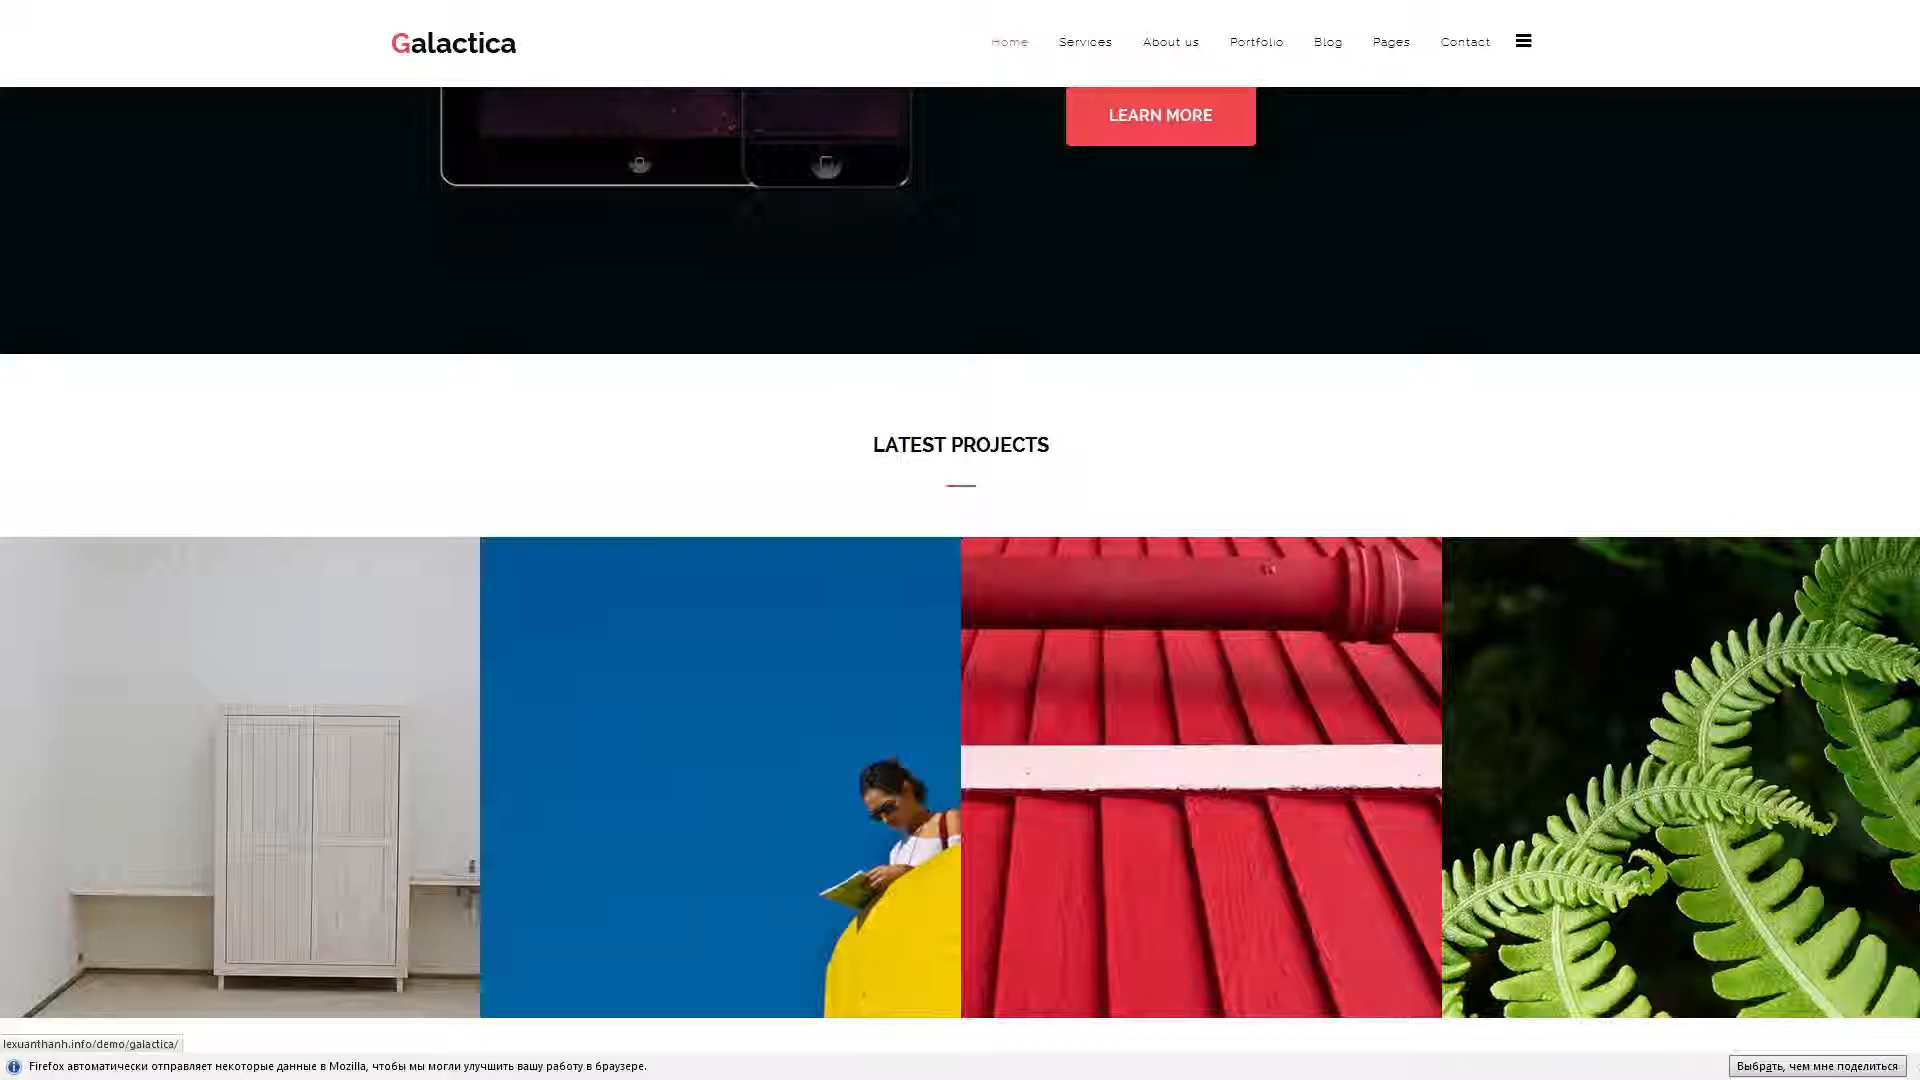 Galactica
Home Services About us Portfolio Blog Pages Contact
LEARN MORE
LATEST PROJECTS
lexuanthanh.info/demo/galactica/
Firefox автоматически отправляет некоторые данные в Mozilla, чтобы мы могли улучшить вашу работу в браузере.
Выбрать, чем мне поделиться